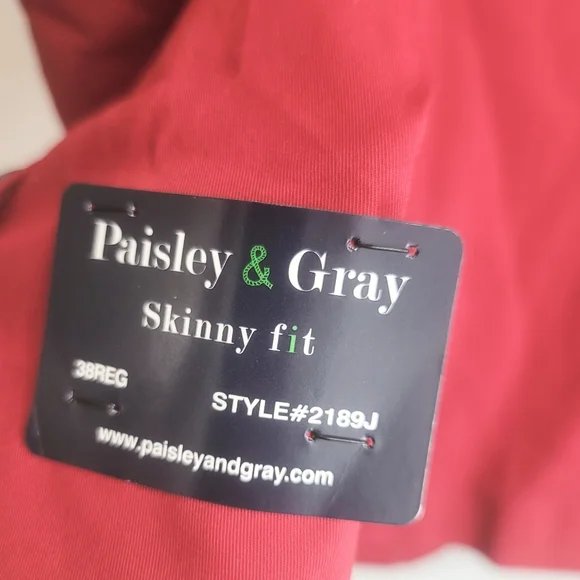 Paisley & Gray
Skinny fit
38REG
STYLE#2189J
www.paisleyandgray.com